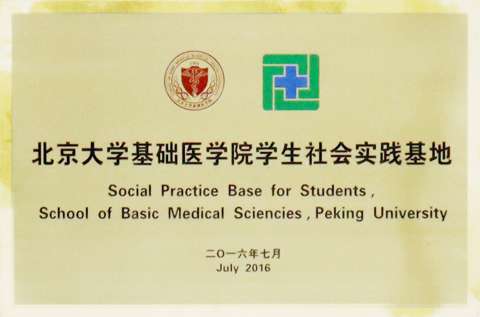 北京大学基础医学院学生社会实践基地
Social Practice Base for Students,
School of Basic Medical Sciencies, Peking University
二〇一六年七月
July 2016